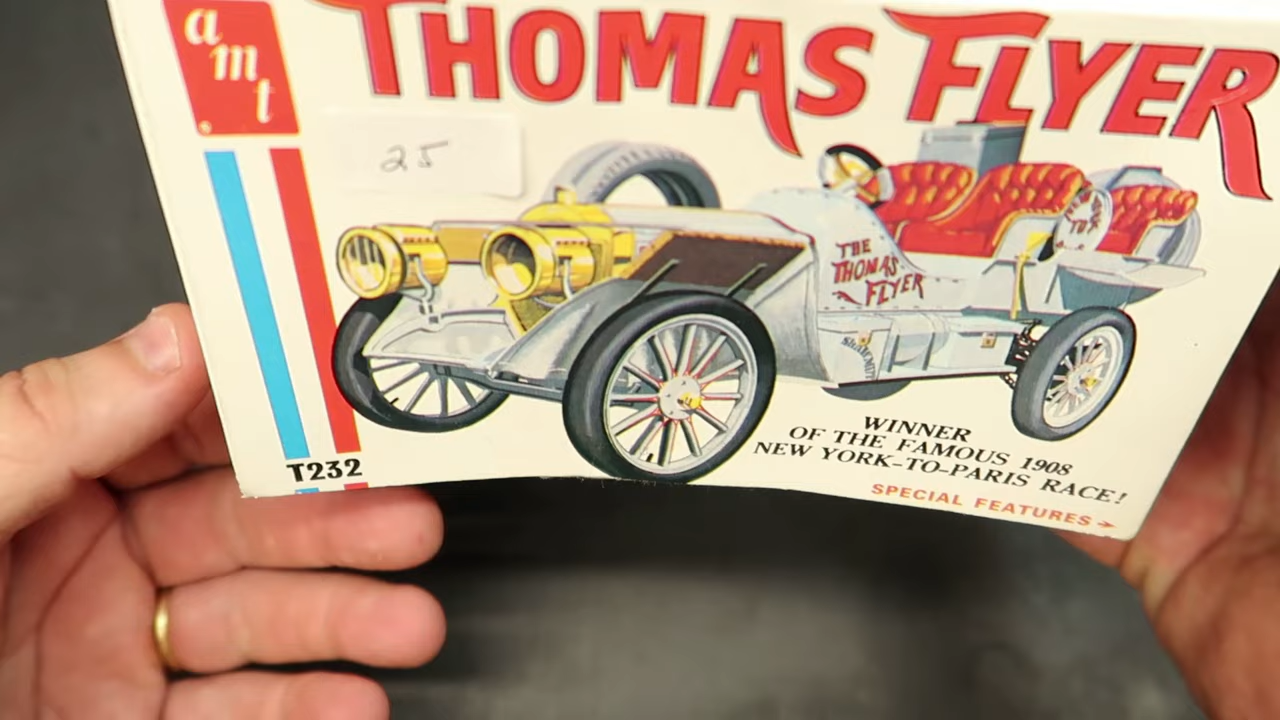 amt
THOMAS FLYER
25
THE
THOMAS
FLYER
T232
WINNER
OF THE FAMOUS 1908
NEW YORK-TO-PARIS RACE!
SPECIAL FEATURES→